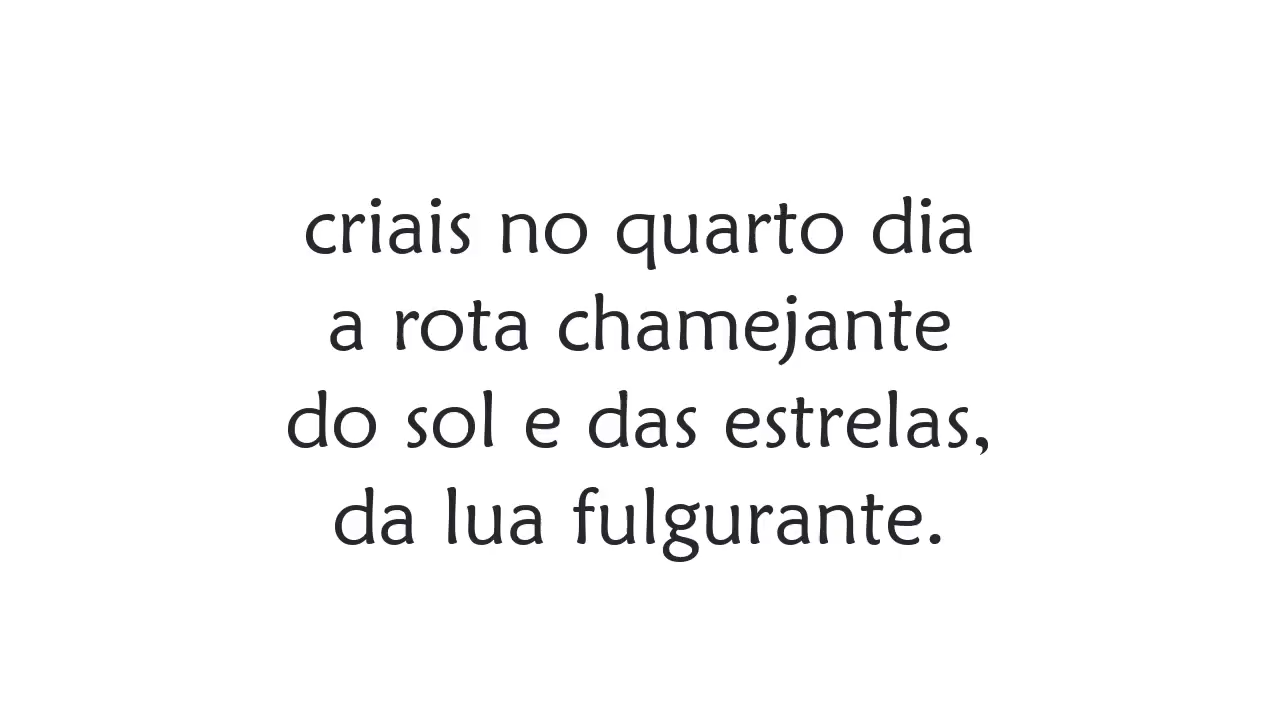 criais no quarto dia
a rota chamejante
do sol e das estrelas,
da lua fulgurante.